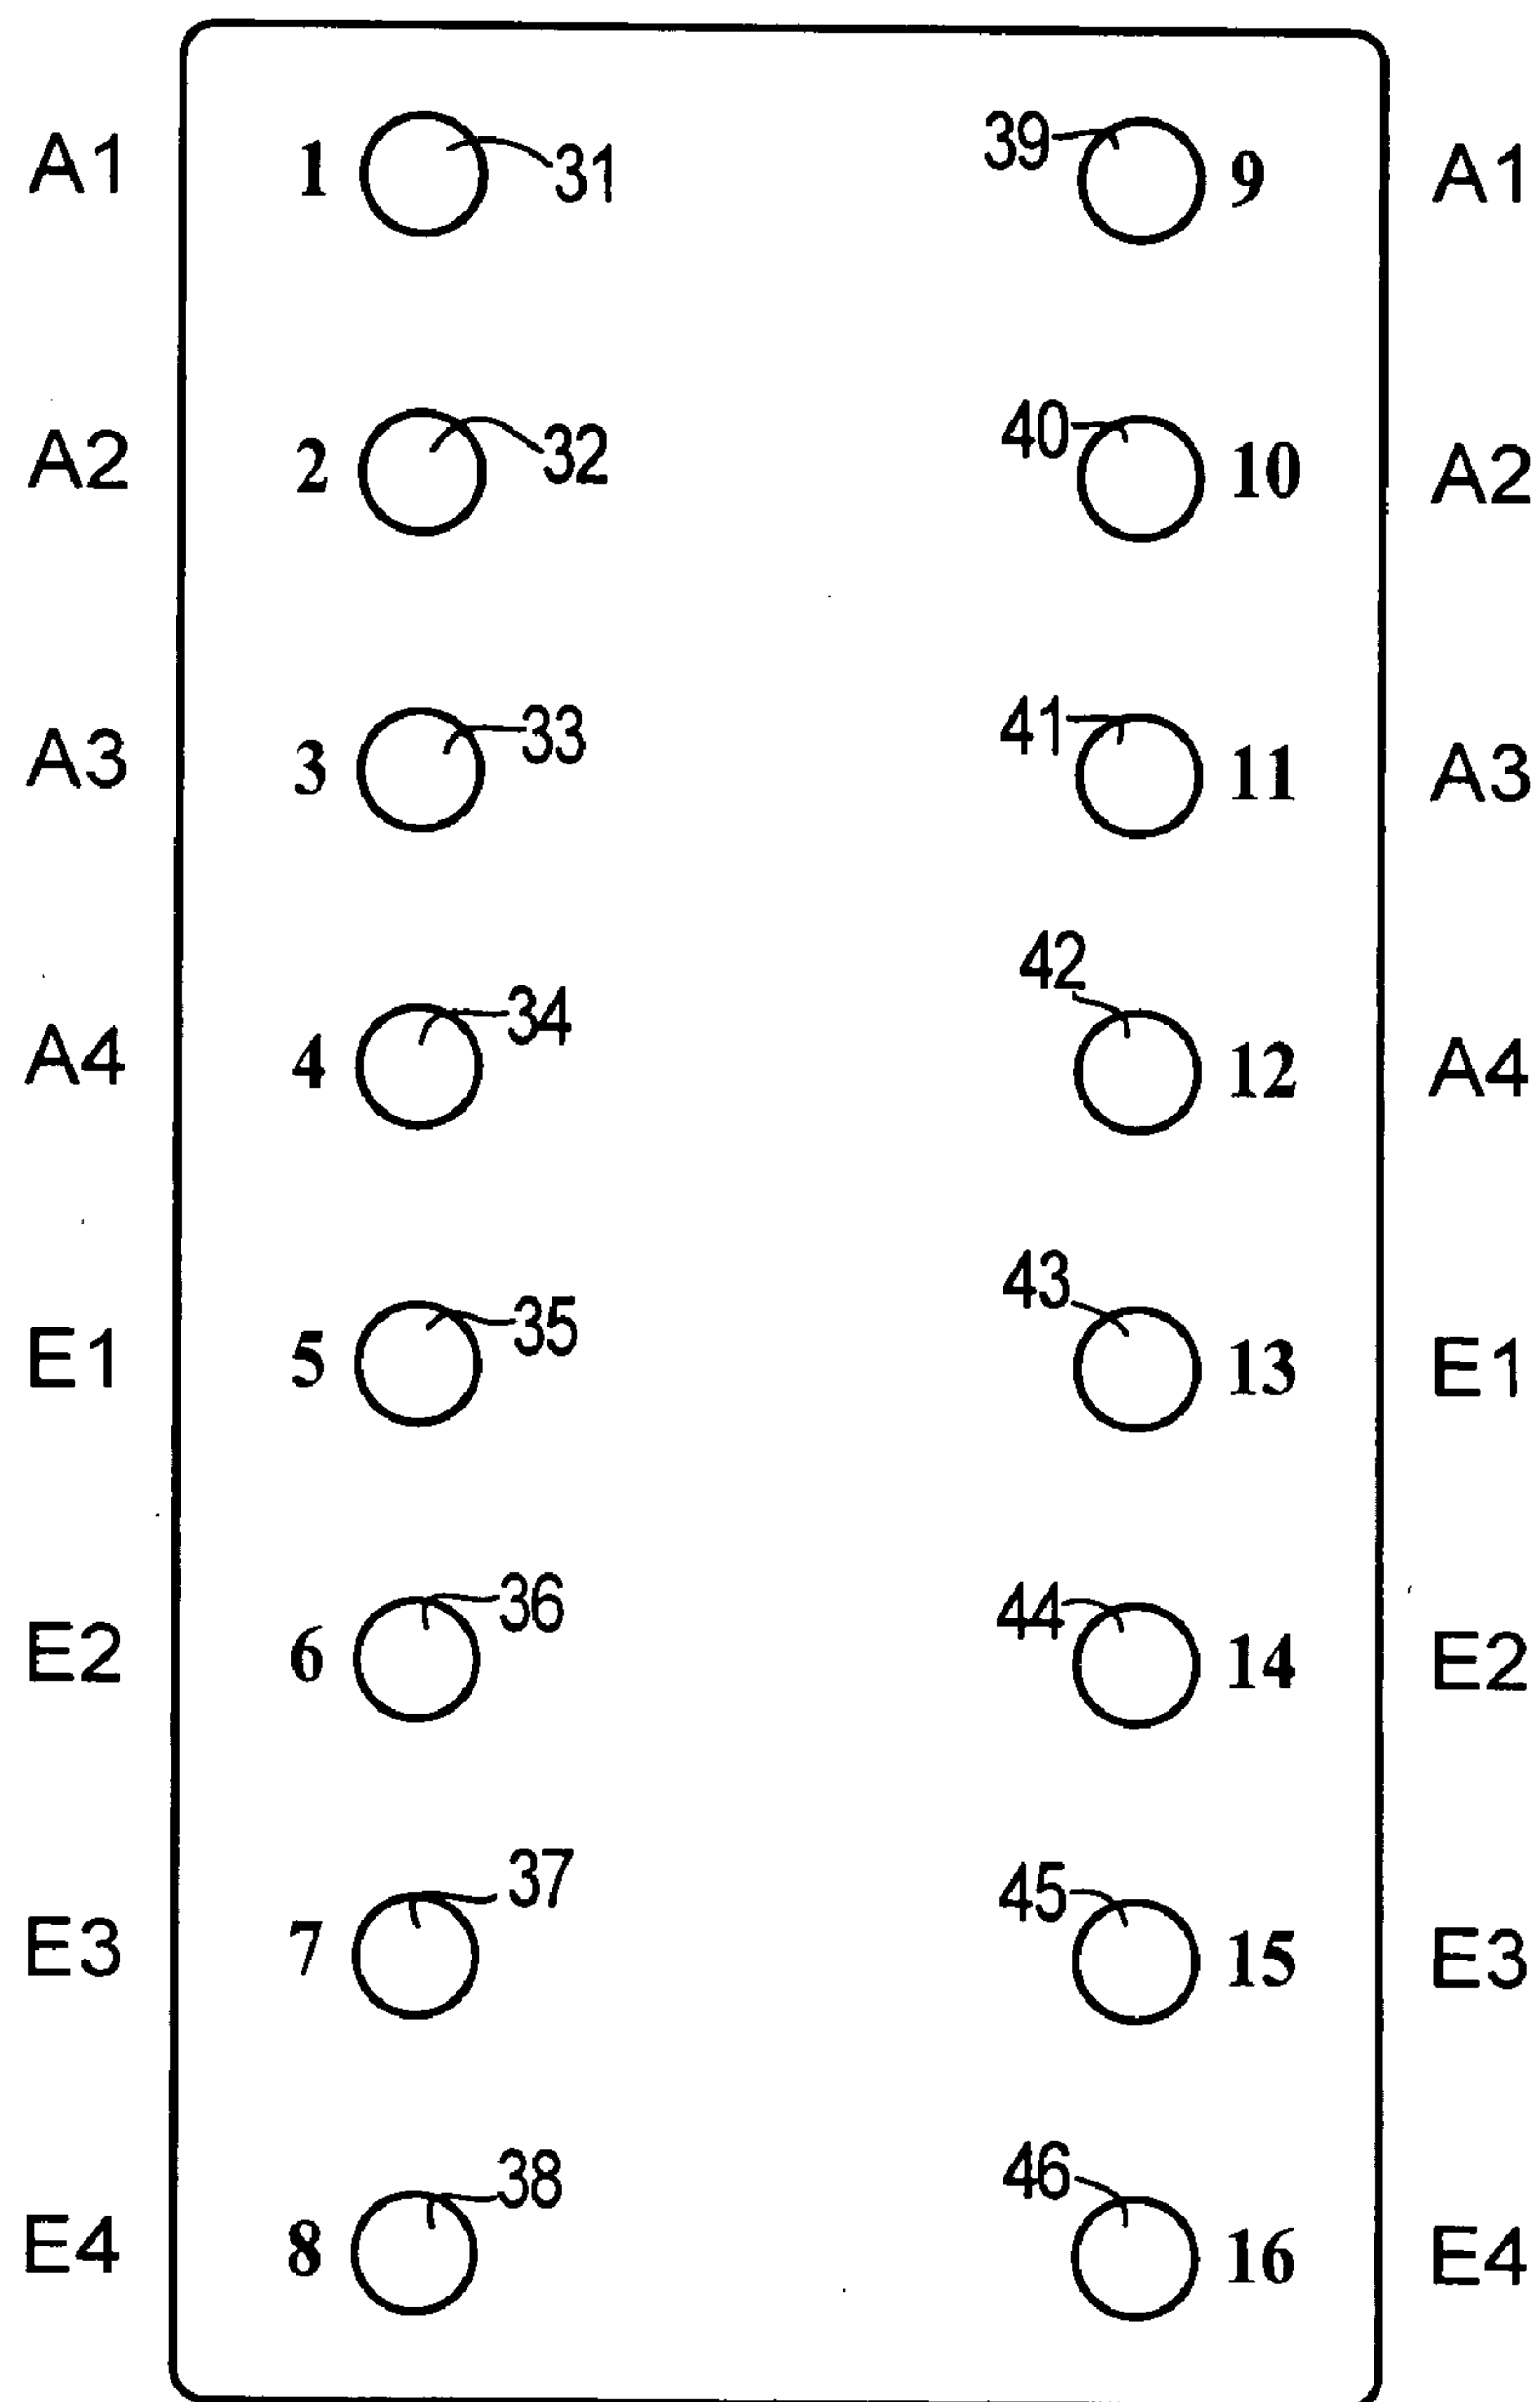 A1 1 31 39 9 A1
A2 2 32 40 10 A2
A3 3 33 41 11 A3
A4 4 34 42 12 A4
E1 5 35 43 13 E1
E2 6 36 44 14 E2
E3 7 37 45 15 E3
E4 8 38 46 16 E4